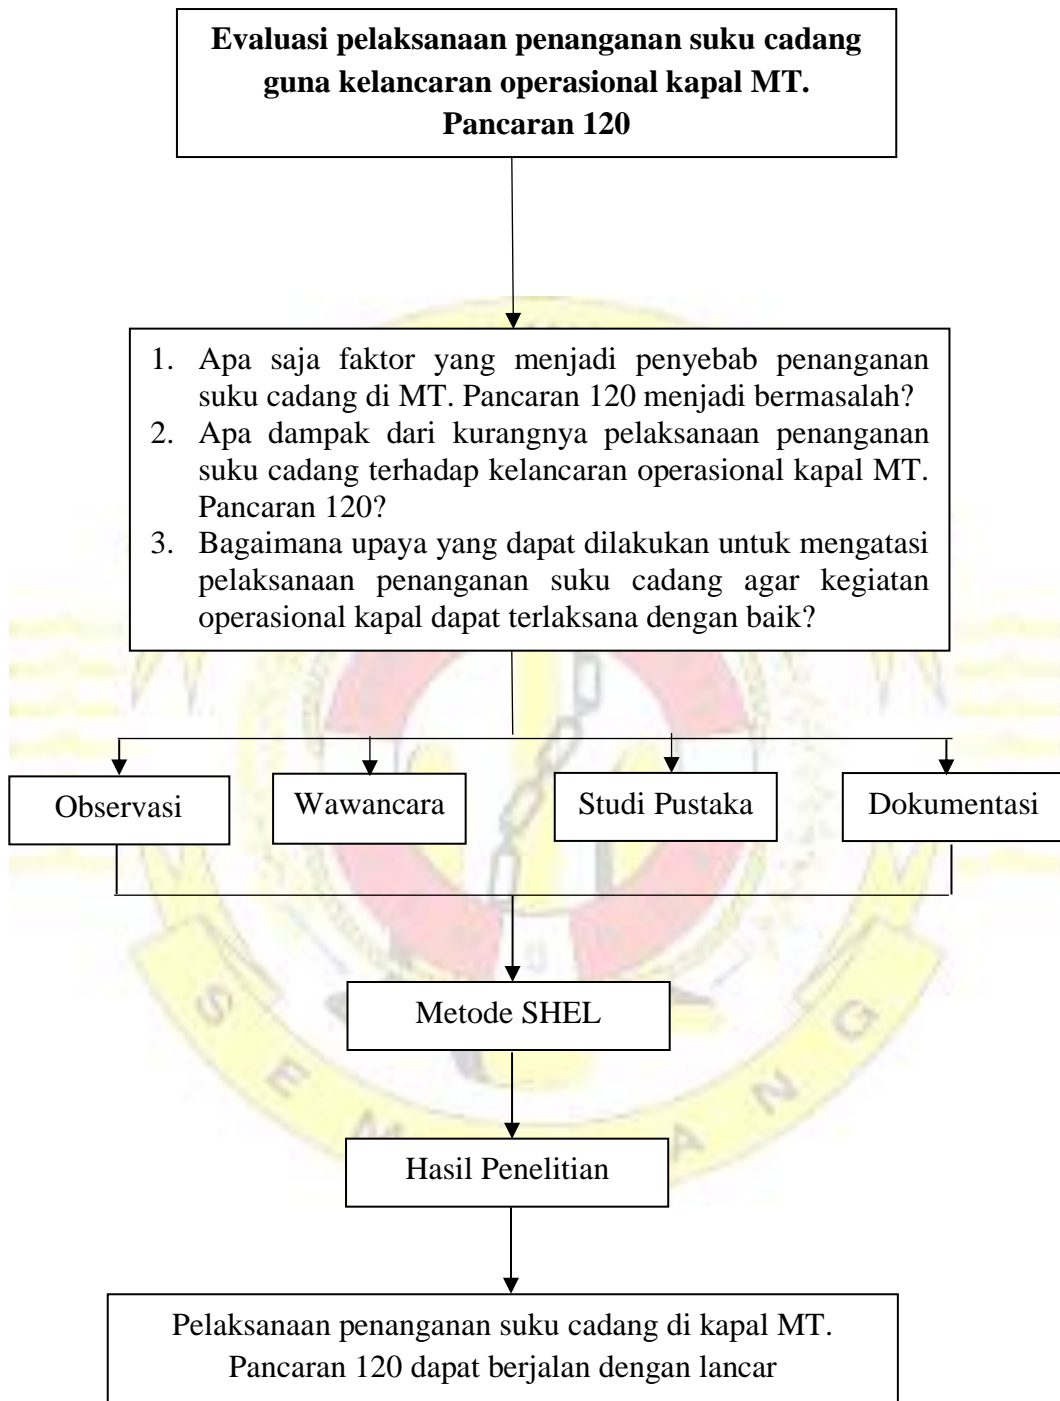 Evaluasi pelaksanaan penanganan suku cadang
guna kelancaran operasional kapal MT.
Pancaran 120
1. Apa saja faktor yang menjadi penyebab penanganan
suku cadang di MT. Pancaran 120 menjadi bermasalah?
2. Apa dampak dari kurangnya pelaksanaan penanganan
suku cadang terhadap kelancaran operasional kapal MT.
Pancaran 120?
3. Bagaimana upaya yang dapat dilakukan untuk mengatasi
pelaksanaan penanganan suku cadang agar kegiatan
operasional kapal dapat terlaksana dengan baik?
Observasi
Wawancara
Studi Pustaka
Dokumentasi
Metode SHEL
SEMARANG
Hasil Penelitian
Pelaksanaan penanganan suku cadang di kapal MT.
Pancaran 120 dapat berjalan dengan lancar